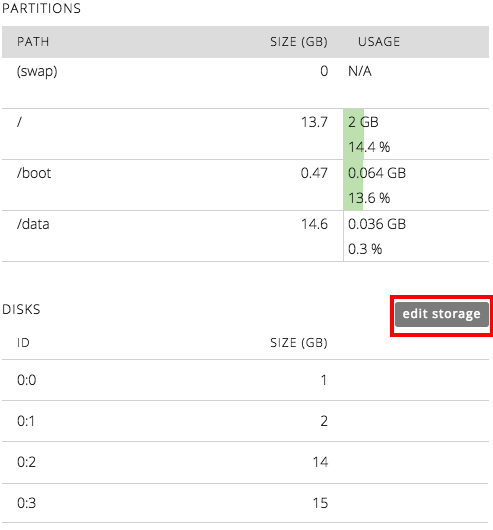 PARTITIONS
PATH SIZE (GB) USAGE
(swap) 0 N/A
/ 13.7 2 GB
14.4 %
/boot 0.47 0.064 GB
13.6 %
/data 14.6 0.036 GB
0.3 %
DISKS edit storage
ID SIZE (GB)
0:0 1
0:1 2
0:2 14
0:3 15